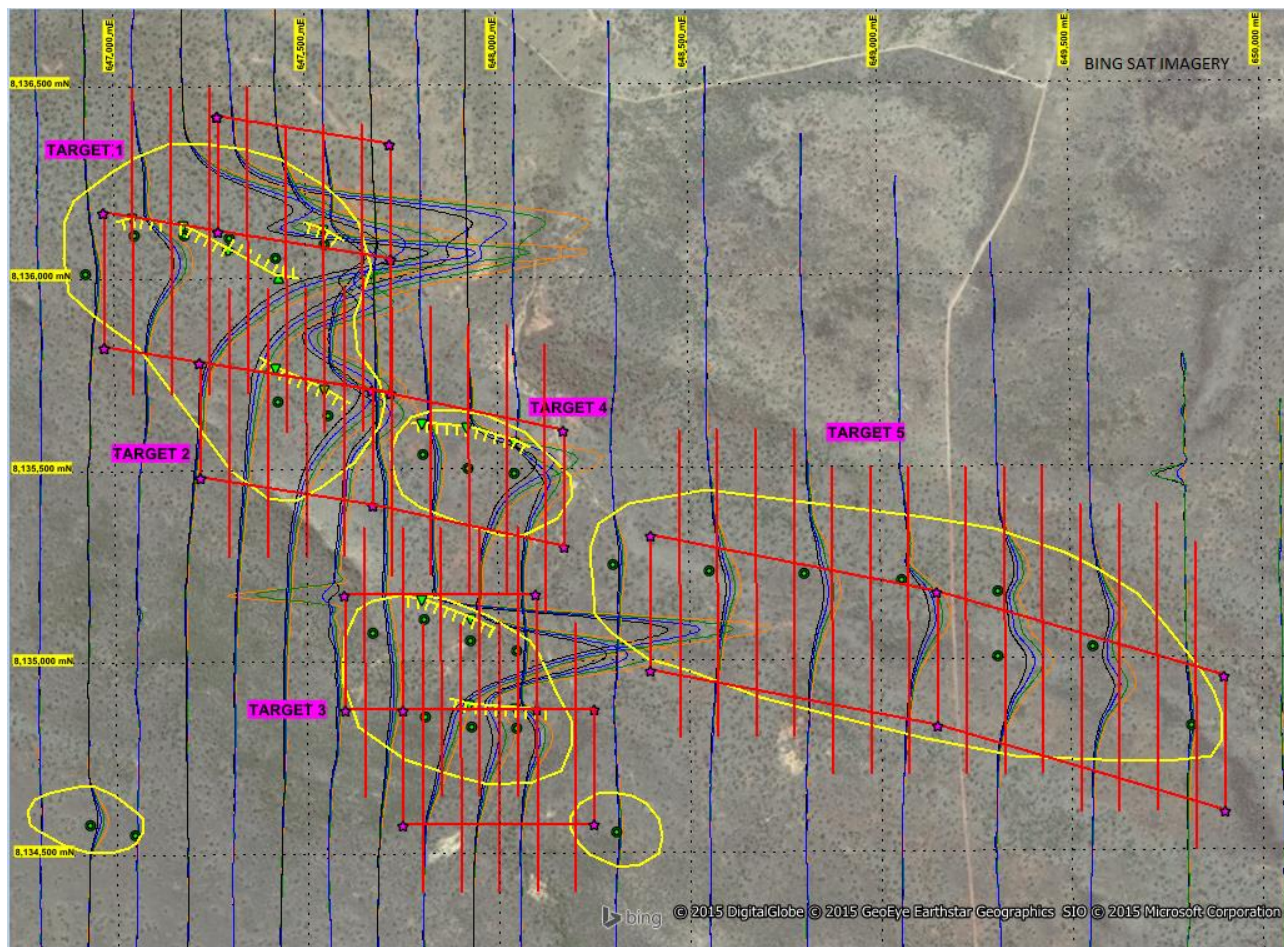 647,000 mE
647,500 mE
648,000 mE
648,500 mE
649,000 mE
649,500 mE
650,000 mE
BING SAT IMAGERY
8,136,500 mN
TARGET 1
8,136,000 mN
TARGET 4
TARGET 5
TARGET 2
8,135,500 mN
8,135,000 mN
TARGET 3
8,134,500 mN
bing
© 2015 DigitalGlobe © 2015 GeoEye Earthstar Geographics SIO © 2015 Microsoft Corporation